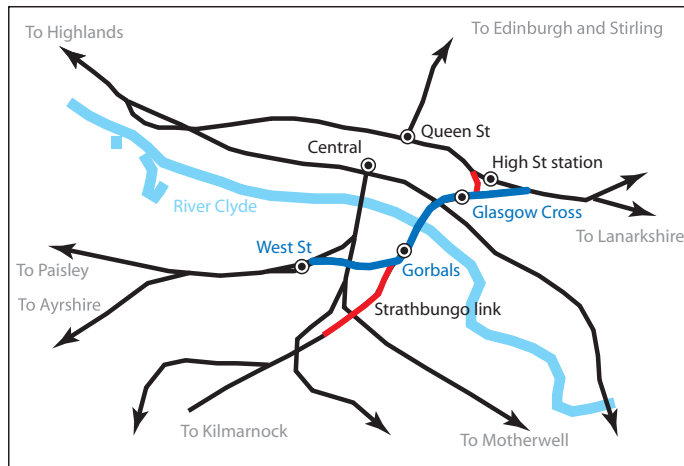 To Highlands
To Edinburgh and Stirling
Queen St
Central
High St station
River Clyde
Glasgow Cross
To Lanarkshire
West St
To Paisley
Gorbals
To Ayrshire
Strathbungo link
To Kilmarnock
To Motherwell